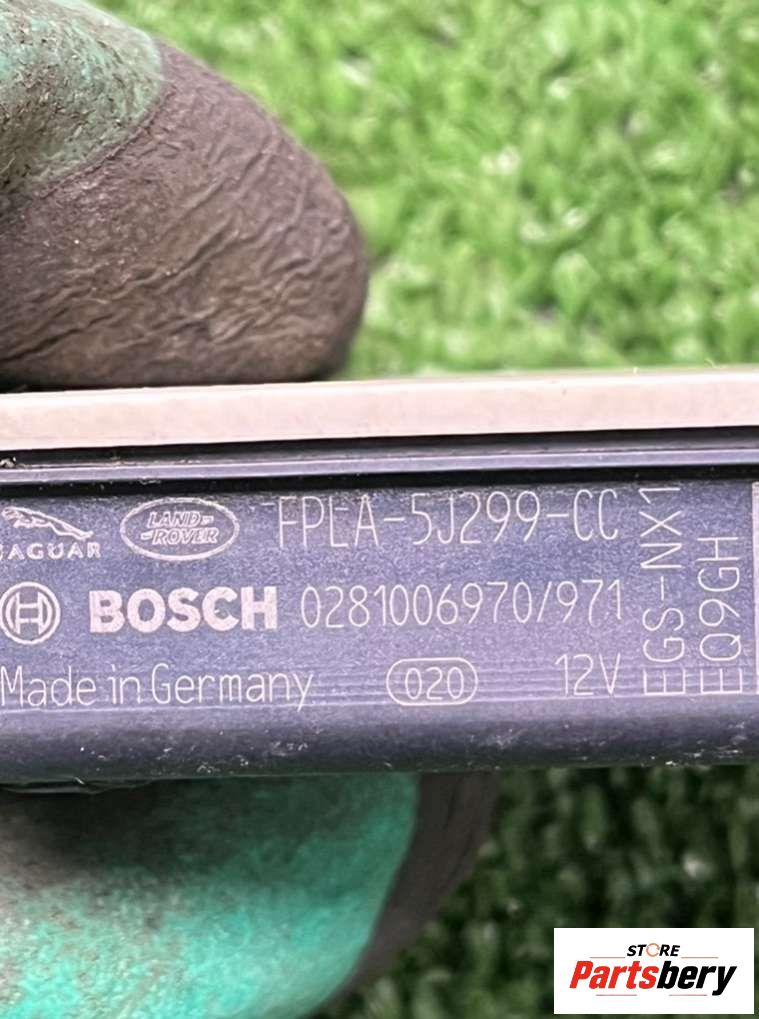 JAGUAR LAND-ROVER FPLA-5J299-CC
BOSCH 0281006970/971
Made in Germany 020 12V
EGS-NX1
EQ9GH
STORE
Partsbery